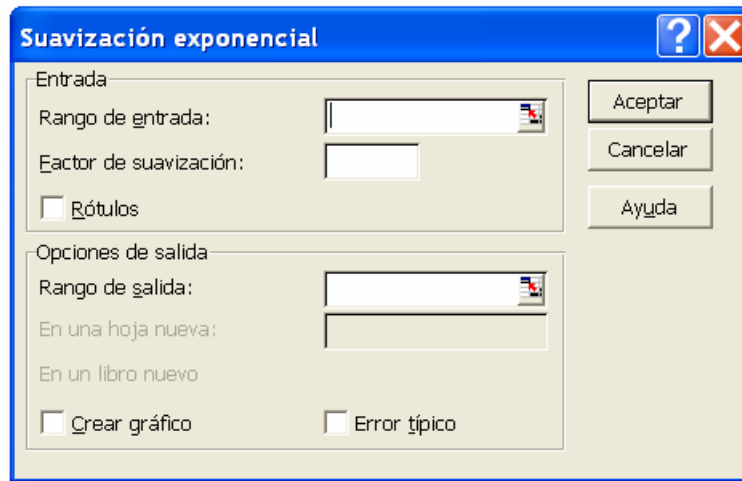 Suavización exponencial
Entrada
Rango de entrada:
Factor de suavización:
Rótulos
Aceptar
Cancelar
Ayuda
Opciones de salida
Rango de salida:
En una hoja nueva:
En un libro nuevo
Crear gráfico
Error típico